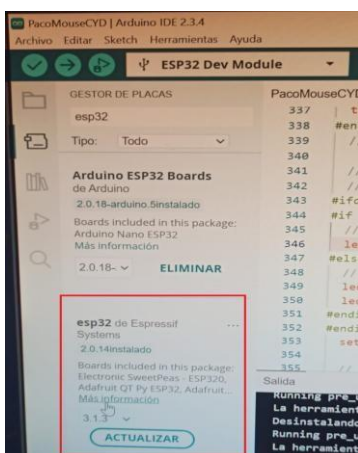 PacoMouseCYD | Arduino IDE 2.3.4
Archivo Editar Sketch Herramientas Ayuda
ESP32 Dev Module
GESTOR DE PLACAS
esp32
Tipo: Todo
Arduino ESP32 Boards
de Arduino
2.0.18-arduino.5instalado
Boards included in this package:
Arduino Nano ESP32
Más información
2.0.18- ELIMINAR
esp32 de Espressif
Systems
...
2.0.14instalado
Boards included in this package:
Electronic SweetPeas - ESP320,
Adafruit QT Py ESP32, Adafruit...
Más información
3.1.3
ACTUALIZAR
PacoMouseCYD
337 t
338 #en
339 /
340
341 //
342 //
343 #ifd
344 #if
345 //
346 le
347 #els
348 //
349 led
350 led
351 #endi
352 #endi
353 set
354
355 //
Salida
Running pre_u
La herramient
Desinstalando
Running pre_u
La herramient